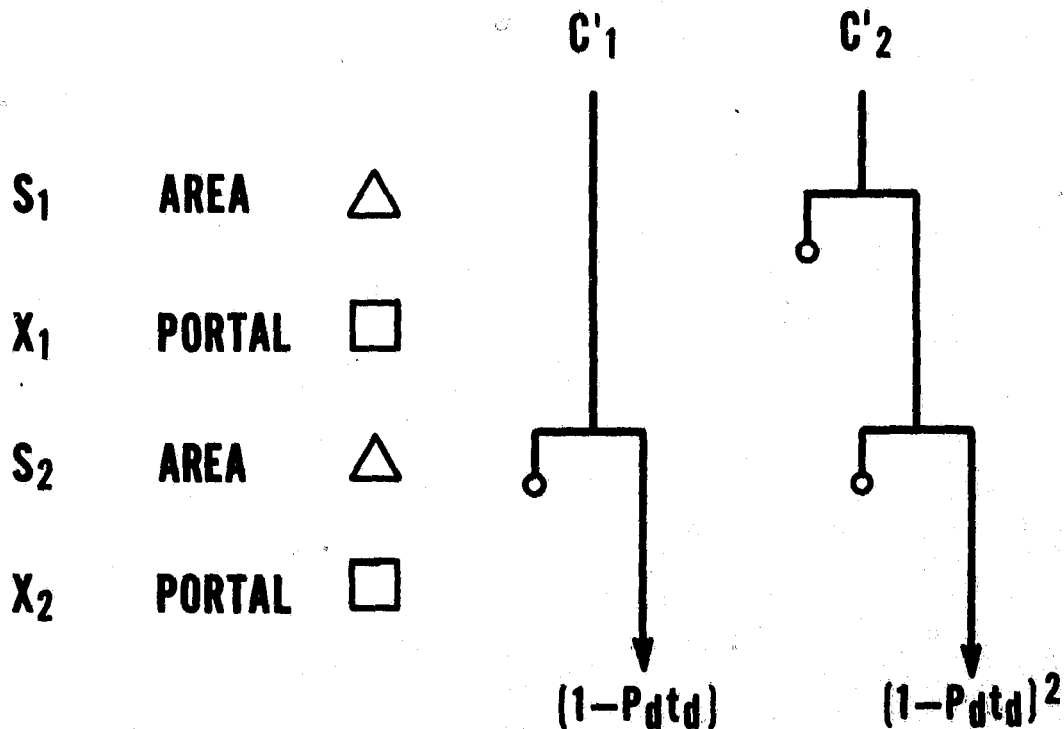 C'1 C'2
S1 AREA
X1 PORTAL
S2 AREA
X2 PORTAL
(1−Pdtd) (1−Pdtd)2